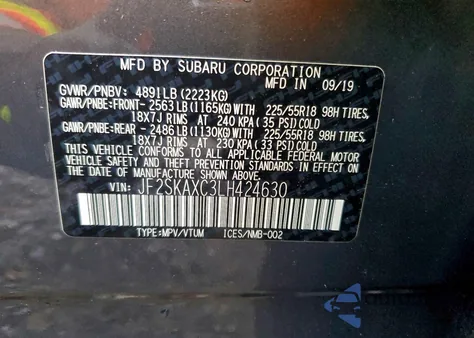 MFD BY SUBARU CORPORATION
MFD IN 09/19
GVWR/PNBV: 4891LB (2223KG)
GAWR/PNBE:FRONT- 2563LB (1165KG) WITH 225/55R18 98H TIRES,
18X7J RIMS AT 240 KPA( 35 PSI)COLD
GAWR/PNBE:REAR - 2486LB (1130KG) WITH 225/55R18 98H TIRES,
18X7J RIMS AT 230 KPA( 33 PSI)COLD
THIS VEHICLE CONFORMS TO ALL APPLICABLE FEDERAL MOTOR
VEHICLE SAFETY AND THEFT PREVENTION STANDARDS IN
EFFECT ON THE DATE OF MANUFACTURE SHOWN ABOVE.
VIN: JF2SKAXC3LH424630
TYPE:MPV/VTUM ICES/NMB-002